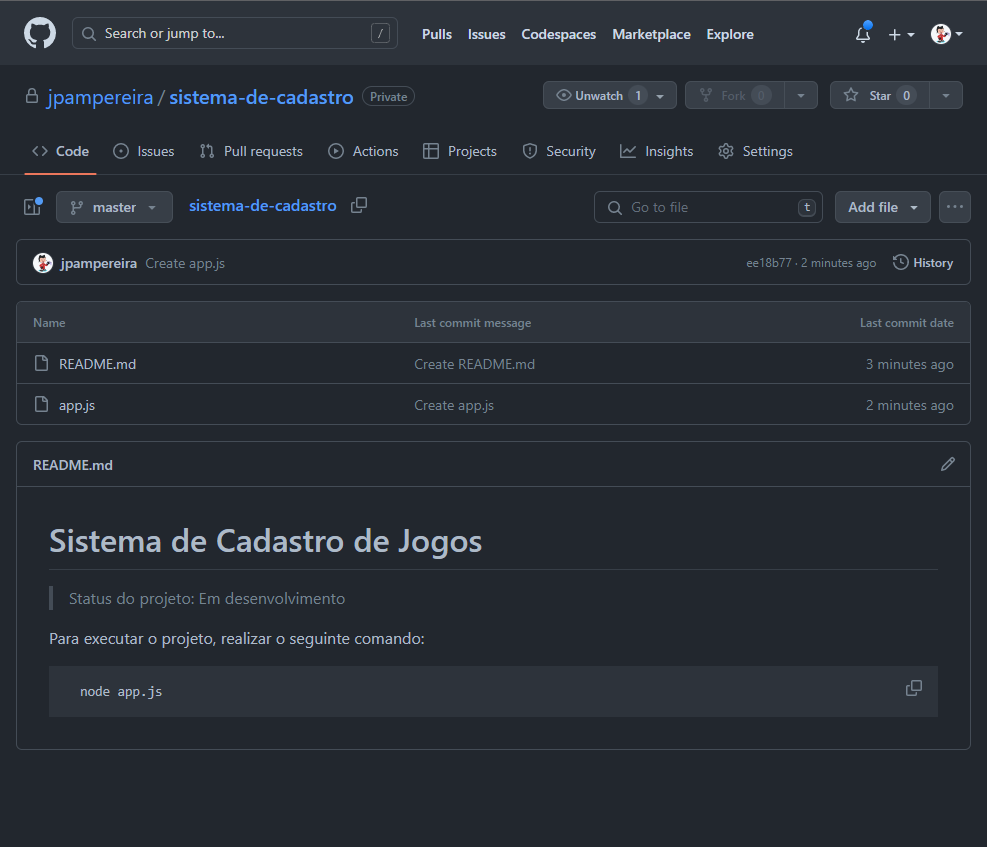 Search or jump to... /
Pulls Issues Codespaces Marketplace Explore
jpampereira / sistema-de-cadastro Private
Unwatch 1 Fork 0 Star 0
Code Issues Pull requests Actions Projects Security Insights Settings
master sistema-de-cadastro Go to file t Add file ...
jpampereira Create app.js ee18b77 · 2 minutes ago History
Name Last commit message Last commit date
README.md Create README.md 3 minutes ago
app.js Create app.js 2 minutes ago
README.md
Sistema de Cadastro de Jogos
Status do projeto: Em desenvolvimento
Para executar o projeto, realizar o seguinte comando:
node app.js